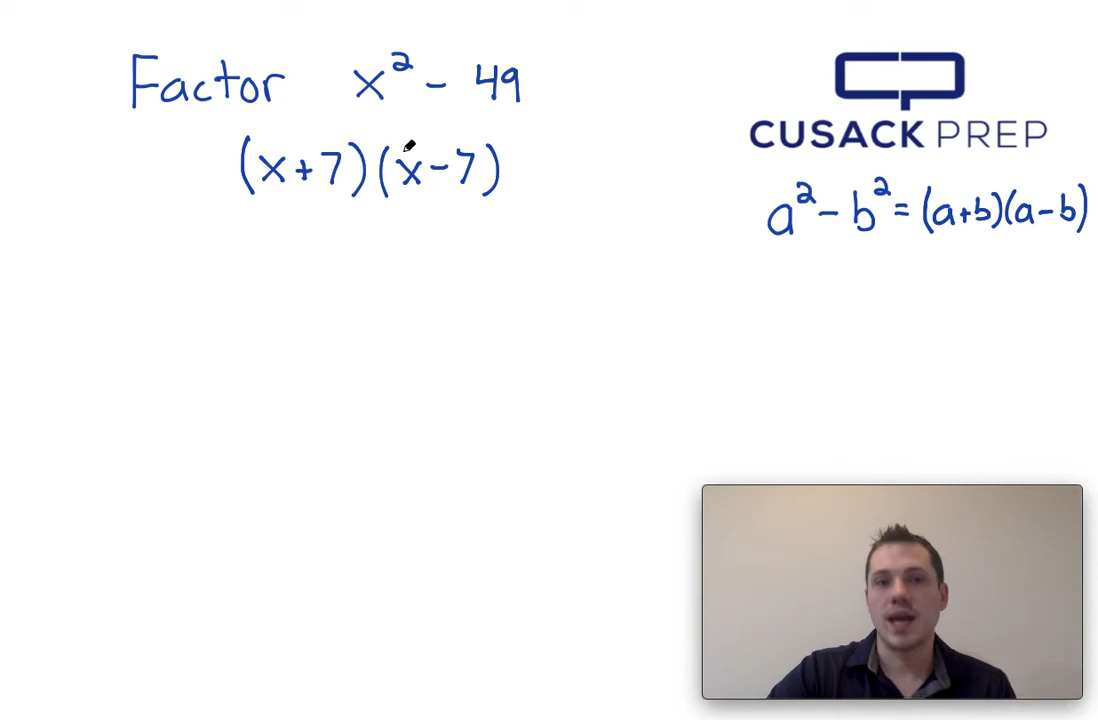 Factor x² - 49
(x+7)(x-7)
CUSACK PREP
a² - b² = (a+b)(a-b)